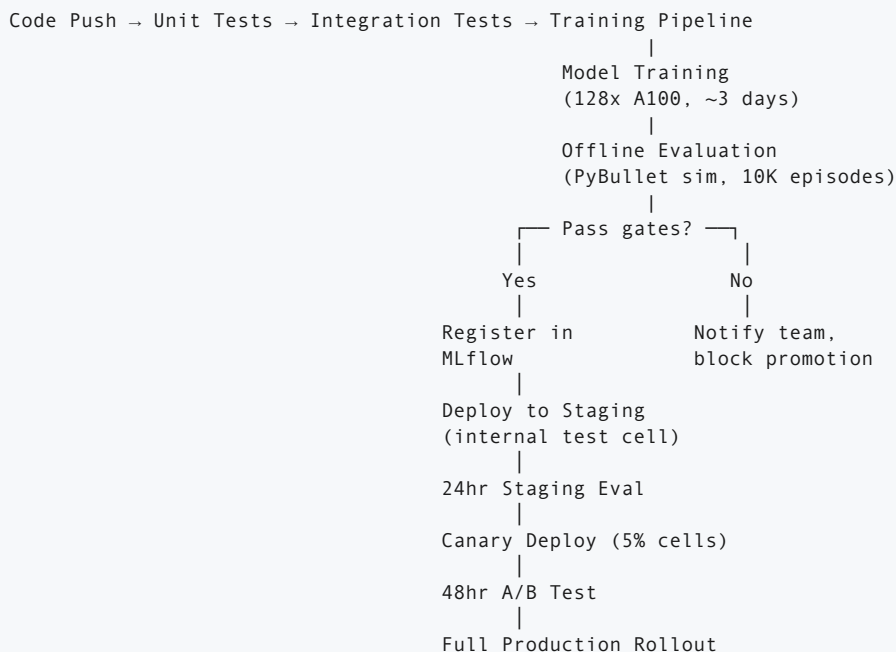 Code Push → Unit Tests → Integration Tests → Training Pipeline
Model Training
(128x A100, ~3 days)
Offline Evaluation
(PyBullet sim, 10K episodes)
Pass gates?
Yes No
Register in Notify team,
MLflow block promotion
Deploy to Staging
(internal test cell)
24hr Staging Eval
Canary Deploy (5% cells)
48hr A/B Test
Full Production Rollout